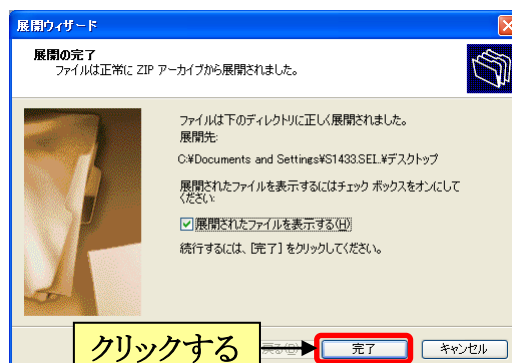 展開ウィザード
展開の完了
ファイルは正常に ZIP アーカイブから展開されました。
ファイルは下のディレクトリに正しく展開されました。
展開先:
C:¥Documents and Settings¥S1433.SEI.¥デスクトップ
展開されたファイルを表示するにはチェック ボックスをオンにして
ください:
展開されたファイルを表示する(H)
続行するには、[完了] をクリックしてください。
クリックする
完了
キャンセル